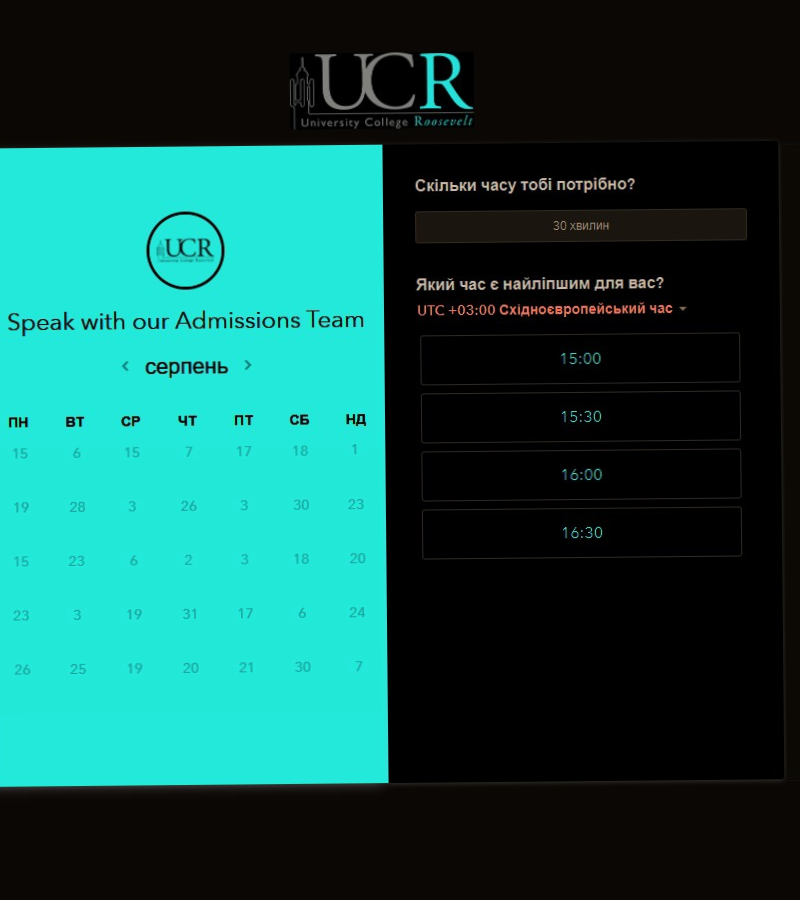 UCR
University College Roosevelt
UCR
University College Roosevelt
Speak with our Admissions Team
серпень
ПН ВТ СР ЧТ ПТ СБ НД
15 6 15 7 17 18 1
19 28 3 26 3 30 23
15 23 6 2 3 18 20
23 3 19 31 17 6 24
26 25 19 20 21 30 7
Скільки часу тобі потрібно?
30 хвилин
Який час є найліпшим для вас?
UTC +03:00 Східноєвропейський час
15:00
15:30
16:00
16:30